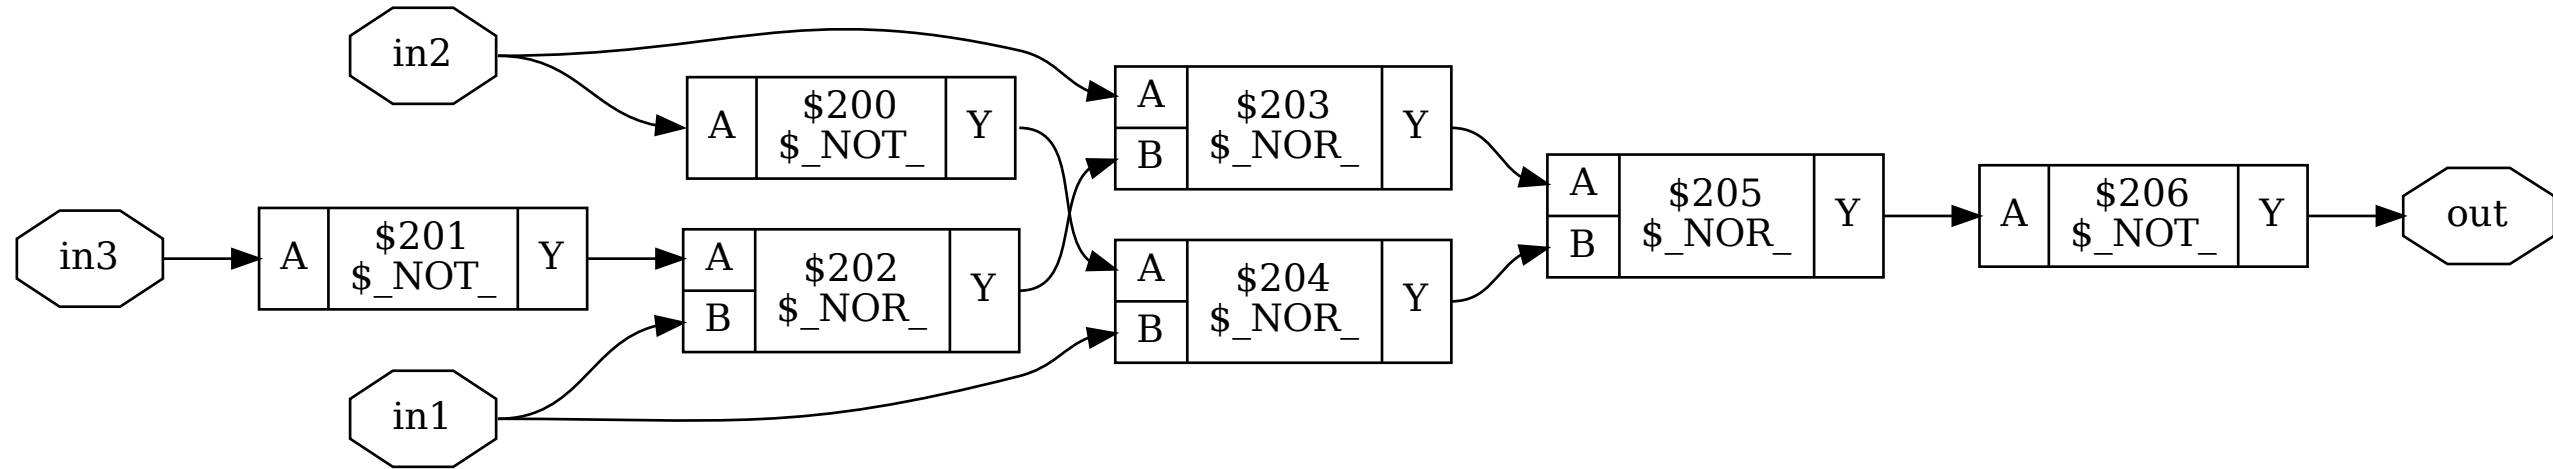 in2
A
$200
$_NOT_
Y
A
B
$203
$_NOR_
Y
in3
A
$201
$_NOT_
Y
A
B
$202
$_NOR_
Y
A
B
$204
$_NOR_
Y
A
B
$205
$_NOR_
Y
A
$206
$_NOT_
Y
out
in1